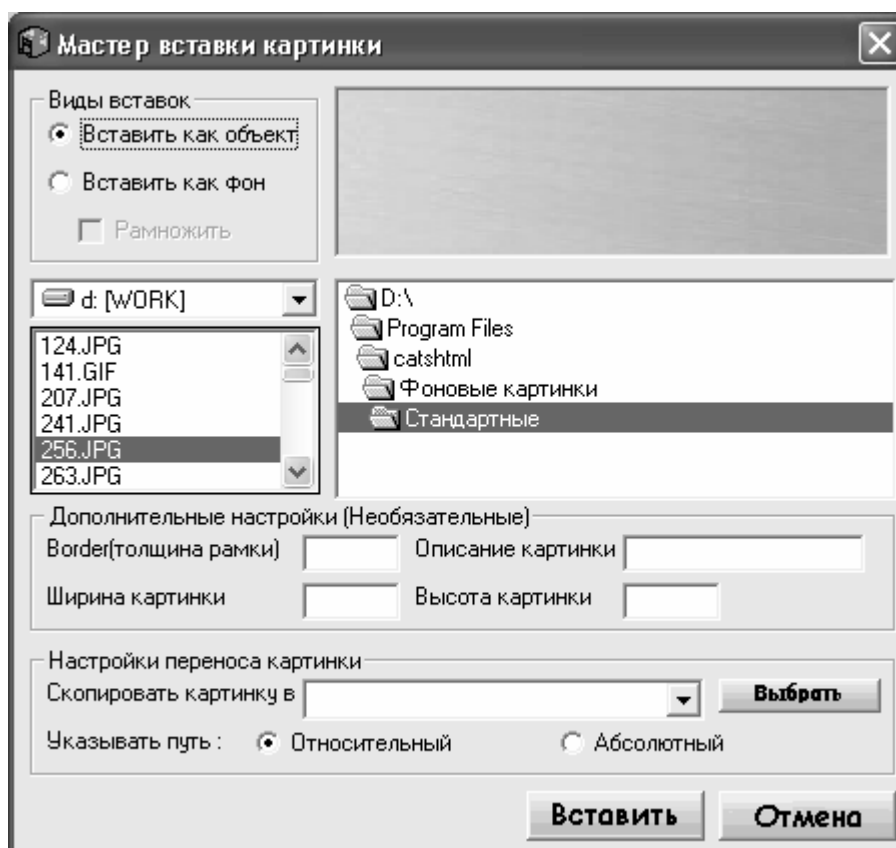 Мастер вставки картинки
Виды вставок
Вставить как объект
Вставить как фон
Рамножить
d: [WORK]
124.JPG
141.GIF
207.JPG
241.JPG
256.JPG
263.JPG
D:\
Program Files
catshtml
Фоновые картинки
Стандартные
Дополнительные настройки (Необязательные)
Border(толщина рамки) Описание картинки
Ширина картинки Высота картинки
Настройки переноса картинки
Скопировать картинку в Выбрать
Указывать путь : Относительный Абсолютный
Вставить Отмена